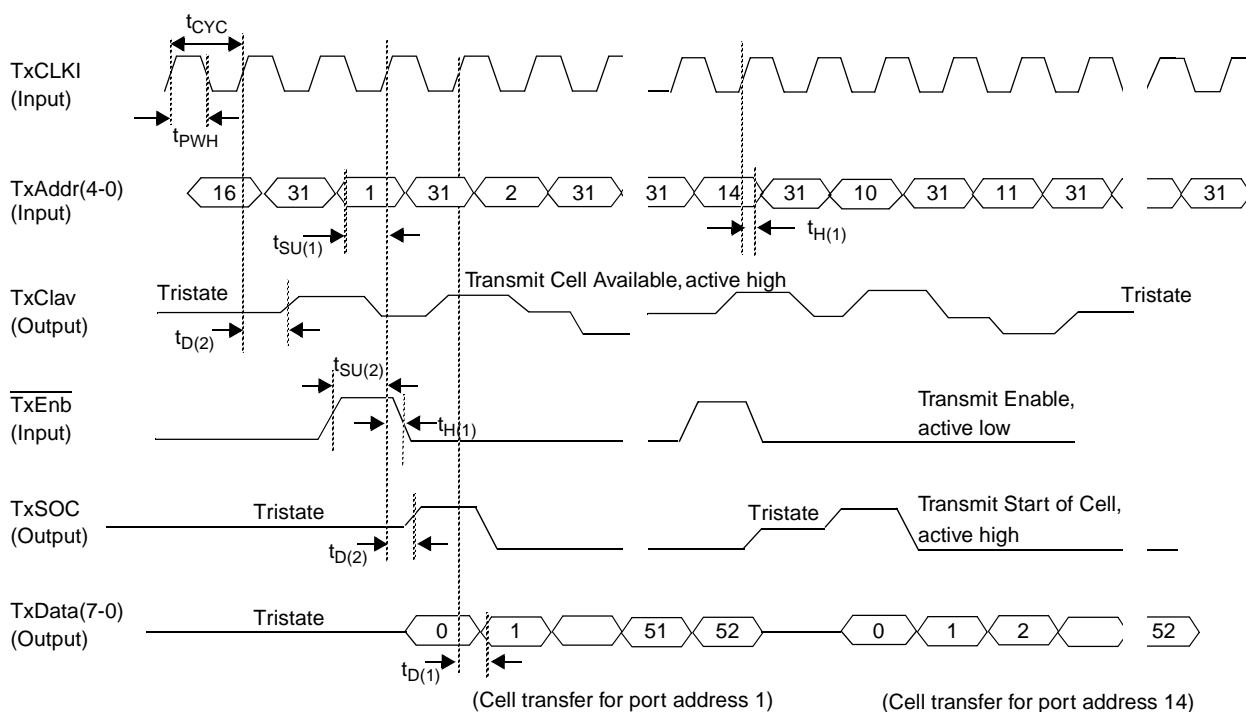 tCYC
TxCLKI
(Input)
tPWH
TxAddr(4-0)
(Input)
16 31 1 31 2 31 31 14 31 10 31 11 31 31
tSU(1)
tH(1)
TxClav
(Output)
Tristate
Transmit Cell Available, active high
Tristate
tD(2)
TxEnb
(Input)
tSU(2)
tH(1)
Transmit Enable,
active low
TxSOC
(Output)
Tristate
Tristate
Transmit Start of Cell,
active high
tD(2)
TxData(7-0)
(Output)
Tristate
0 1 51 52 0 1 2 52
tD(1)
(Cell transfer for port address 1)
(Cell transfer for port address 14)